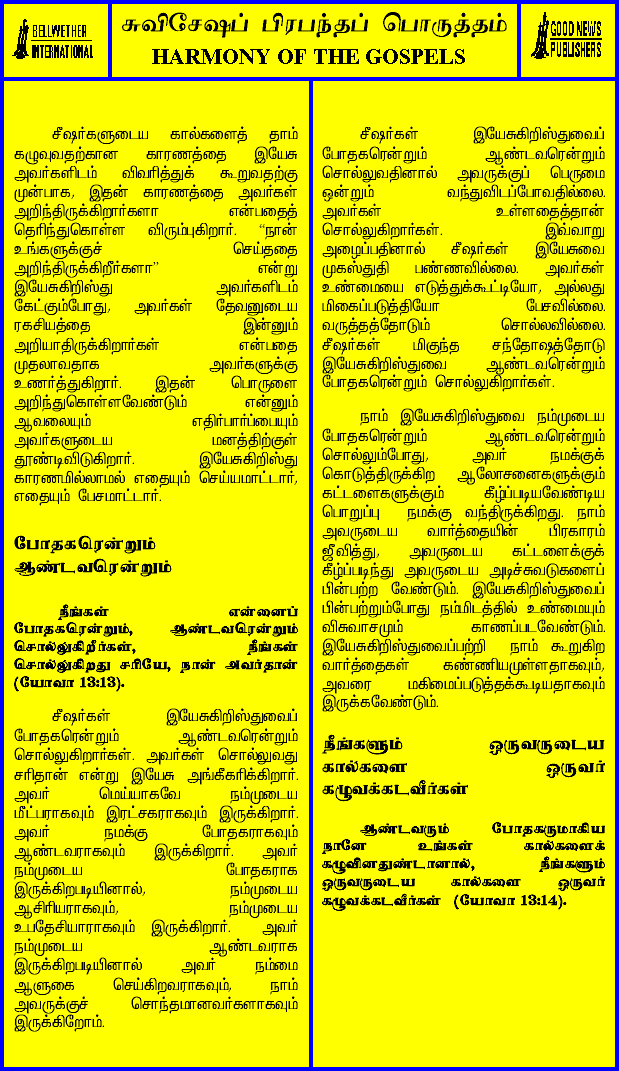 BELLWETHER
INTERNATIONAL
சுவிசேஷப் பிரபந்தப் பொருத்தம்
HARMONY OF THE GOSPELS
GOOD NEWS
PUBLISHERS
சீஷர்களுடைய கால்களைத் தாம்
கழுவுவதற்கான காரணத்தை இயேசு
அவர்களிடம் விவரித்துக் கூறுவதற்கு
முன்பாக, இதன் காரணத்தை அவர்கள்
அறிந்திருக்கிறார்களா என்பதைத்
தெரிந்துகொள்ள விரும்புகிறார். “நான்
உங்களுக்குச் செய்ததை
அறிந்திருக்கிறீர்களா” என்று
இயேசுகிறிஸ்து அவர்களிடம்
கேட்கும்போது, அவர்கள் தேவனுடைய
ரகசியத்தை இன்னும்
அறியாதிருக்கிறார்கள் என்பதை
முதலாவதாக அவர்களுக்கு
உணர்த்துகிறார். இதன் பொருளை
அறிந்துகொள்ளவேண்டும் என்னும்
ஆவலையும் எதிர்பார்ப்பையும்
அவர்களுடைய மனத்திற்குள்
தூண்டிவிடுகிறார். இயேசுகிறிஸ்து
காரணமில்லாமல் எதையும் செய்யமாட்டார்,
எதையும் பேசமாட்டார்.
போதகரென்றும்
ஆண்டவரென்றும்
நீங்கள் என்னைப்
போதகரென்றும், ஆண்டவரென்றும்
சொல்லுகிறீர்கள், நீங்கள்
சொல்லுகிறது சரியே, நான் அவர்தான்
(யோவா 13:13).
சீஷர்கள் இயேசுகிறிஸ்துவைப்
போதகரென்றும் ஆண்டவரென்றும்
சொல்லுகிறார்கள். அவர்கள் சொல்லுவது
சரிதான் என்று இயேசு அங்கீகரிக்கிறார்.
அவர் மெய்யாகவே நம்முடைய
மீட்பராகவும் இரட்சகராகவும் இருக்கிறார்.
அவர் நமக்கு போதகராகவும்
ஆண்டவராகவும் இருக்கிறார். அவர்
நம்முடைய போதகராக
இருக்கிறபடியினால், நம்முடைய
ஆசிரியராகவும், நம்முடைய
உபதேசியாராகவும் இருக்கிறார். அவர்
நம்முடைய ஆண்டவராக
இருக்கிறபடியினால் அவர் நம்மை
ஆளுகை செய்கிறவராகவும், நாம்
அவருக்குச் சொந்தமானவர்களாகவும்
இருக்கிறோம்.
சீஷர்கள் இயேசுகிறிஸ்துவைப்
போதகரென்றும் ஆண்டவரென்றும்
சொல்லுவதினால் அவருக்குப் பெருமை
ஒன்றும் வந்துவிடப்போவதில்லை.
அவர்கள் உள்ளதைத்தான்
சொல்லுகிறார்கள். இவ்வாறு
அழைப்பதினால் சீஷர்கள் இயேசுவை
முகஸ்துதி பண்ணவில்லை. அவர்கள்
உண்மையை எடுத்துக்கூட்டியோ, அல்லது
மிகைப்படுத்தியோ பேசவில்லை.
வருத்தத்தோடும் சொல்லவில்லை.
சீஷர்கள் மிகுந்த சந்தோஷத்தோடு
இயேசுகிறிஸ்துவை ஆண்டவரென்றும்
போதகரென்றும் சொல்லுகிறார்கள்.
நாம் இயேசுகிறிஸ்துவை நம்முடைய
போதகரென்றும் ஆண்டவரென்றும்
சொல்லும்போது, அவர் நமக்குக்
கொடுத்திருக்கிற ஆலோசனைகளுக்கும்
கட்டளைகளுக்கும் கீழ்ப்படியவேண்டிய
பொறுப்பு நமக்கு வந்திருக்கிறது. நாம்
அவருடைய வார்த்தையின் பிரகாரம்
ஜீவித்து, அவருடைய கட்டளைக்குக்
கீழ்ப்படிந்து அவருடைய அடிச்சுவடுகளைப்
பின்பற்ற வேண்டும். இயேசுகிறிஸ்துவைப்
பின்பற்றும்போது நம்மிடத்தில் உண்மையும்
விசுவாசமும் காணப்படவேண்டும்.
இயேசுகிறிஸ்துவைப்பற்றி நாம் கூறுகிற
வார்த்தைகள் கண்ணியமுள்ளதாகவும்,
அவரை மகிமைப்படுத்தக்கூடியதாகவும்
இருக்கவேண்டும்.
நீங்களும் ஒருவருடைய
கால்களை ஒருவர்
கழுவக்கடவீர்கள்
ஆண்டவரும் போதகருமாகிய
நானே உங்கள் கால்களைக்
கழுவினதுண்டானால், நீங்களும்
ஒருவருடைய கால்களை ஒருவர்
கழுவக்கடவீர்கள் (யோவா 13:14).